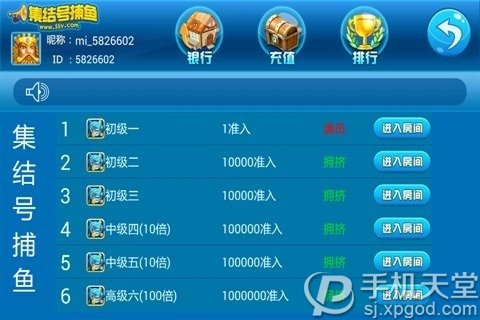 集结号捕鱼
www.jjy.com
昵称：mi_5826602
ID：5826602
银行
充值
排行
集结号捕鱼
1 初级一 1准入 满员 进入房间
2 初级二 10000准入 拥挤 进入房间
3 初级三 10000准入 拥挤 进入房间
4 中级四(10倍) 100000准入 拥挤 进入房间
5 中级五(10倍) 100000准入 拥挤 进入房间
6 高级六(100倍) 1000000准入 拥挤 进入房间
手机天堂
sj.xpgod.com